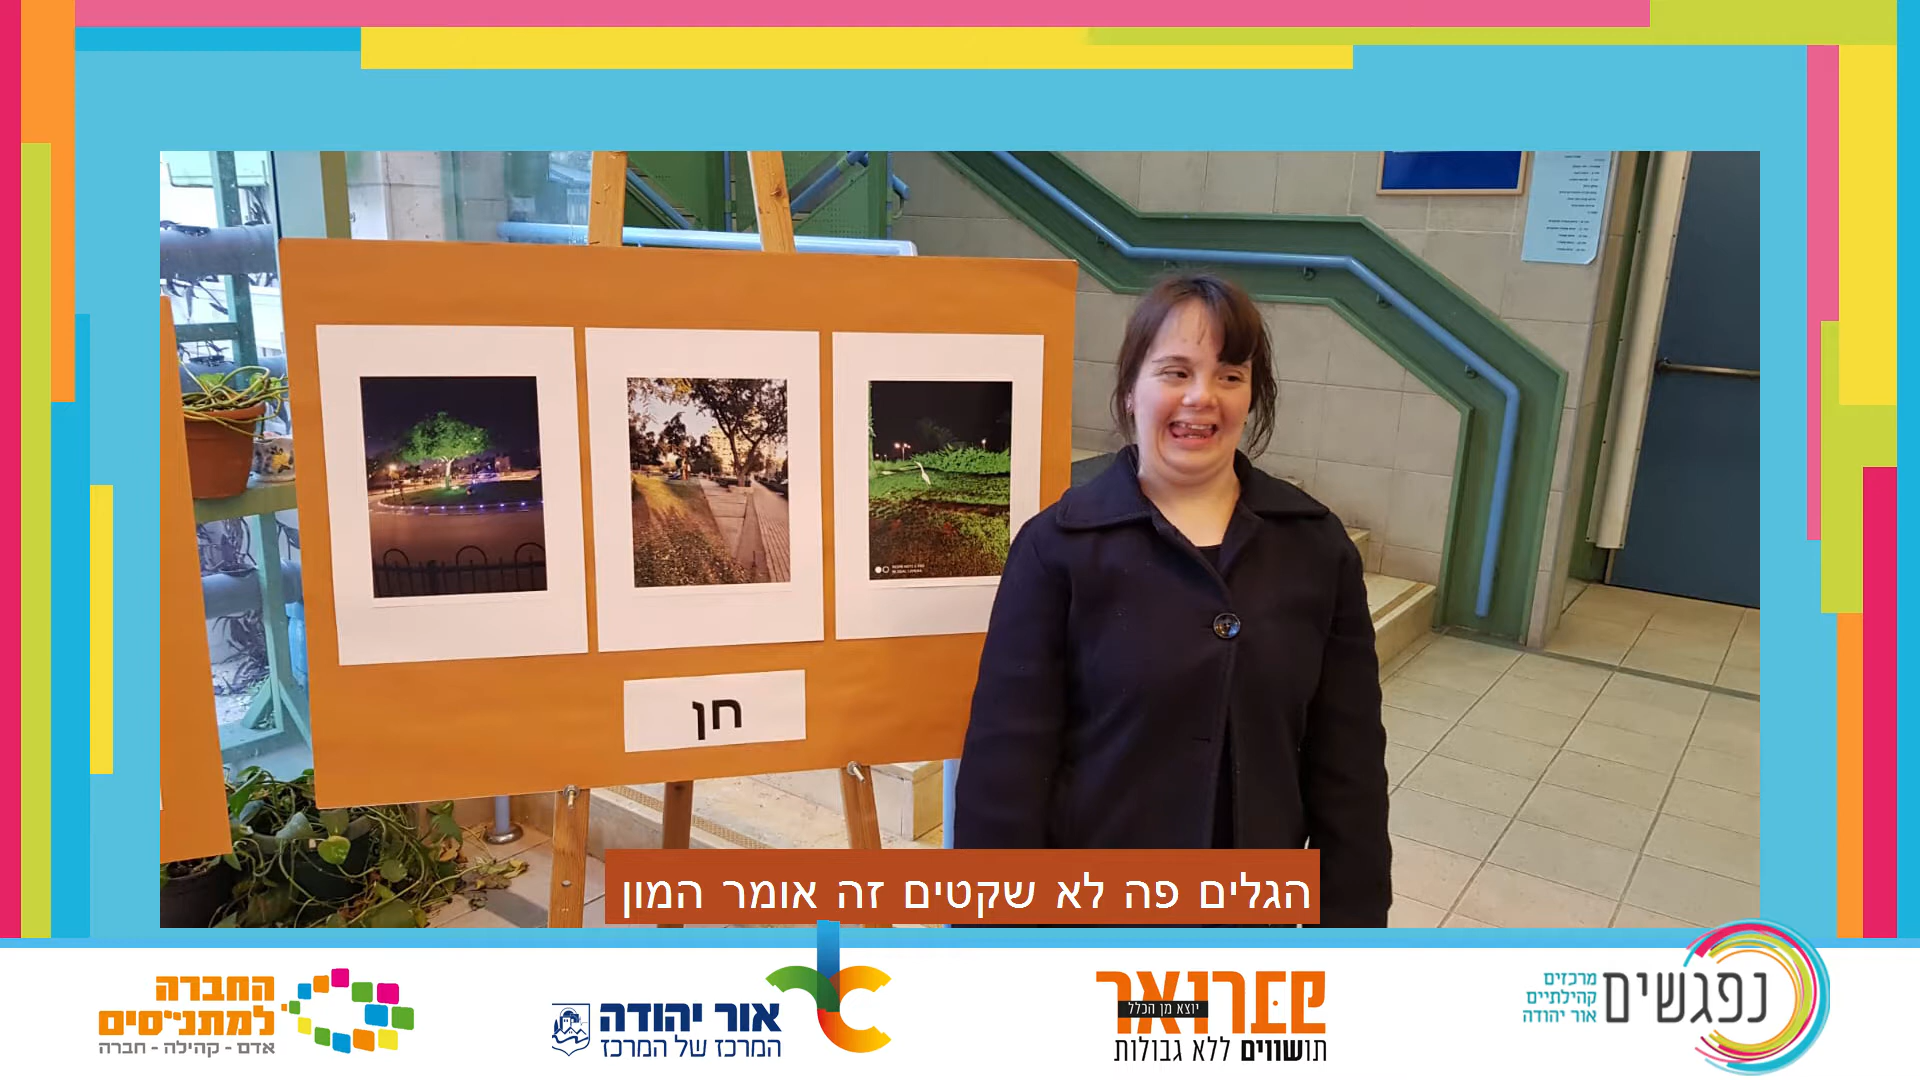 חן
הגלים פה לא שקטים זה אומר המון
החברה
למתנ״סים
אדם - קהילה - חברה
אור יהודה
המרכז של המרכז
פברואר
יוצא מן הכלל
תושווים ללא גבולות
נפגשים
מרכזים
קהילתיים
אור יהודה